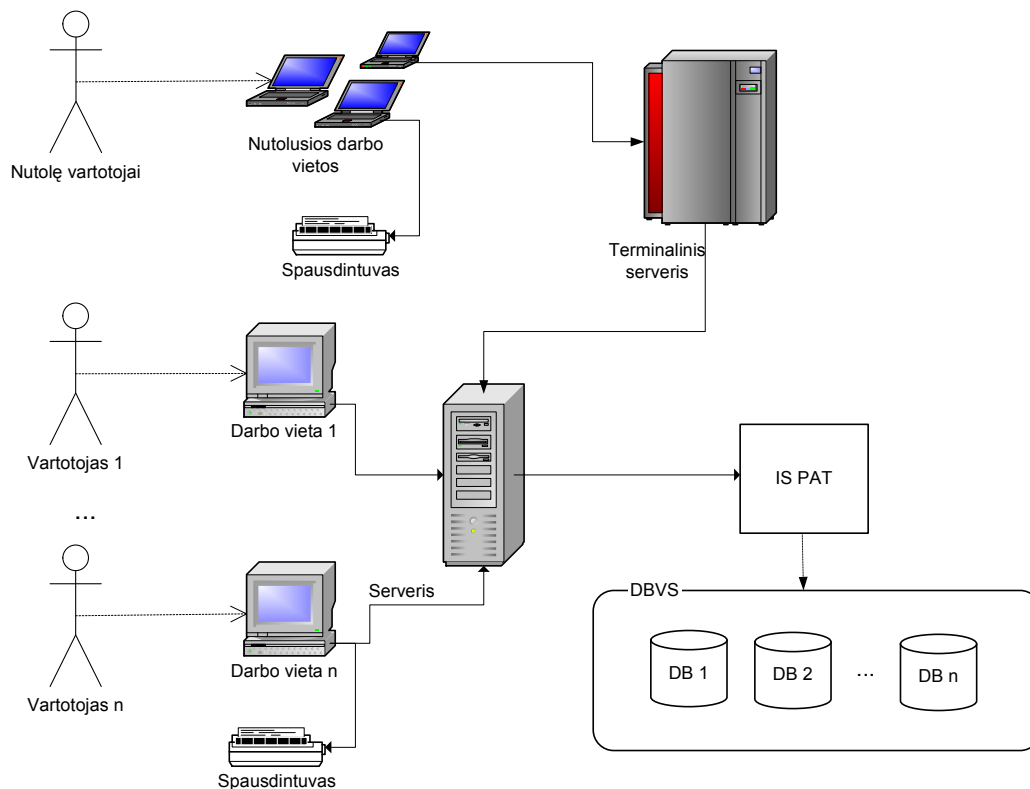 Nutolę vartotojai
Nutolusios darbo
vietos
Spausdintuvas
Terminalinis
serveris
Vartotojas 1
Darbo vieta 1
IS PAT
...
Serveris
DBVS
Vartotojas n
Darbo vieta n
DB 1
DB 2
...
DB n
Spausdintuvas